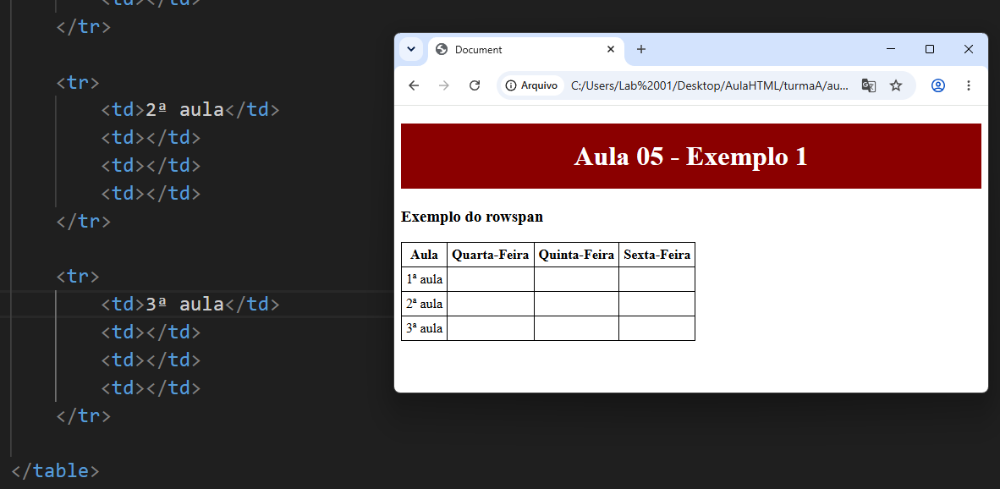 <td></td>
</tr>
<tr>
<td>2ª aula</td>
<td></td>
<td></td>
<td></td>
</tr>
<tr>
<td>3ª aula</td>
<td></td>
<td></td>
<td></td>
</tr>
</table>
Document
Arquivo C:/Users/Lab%2001/Desktop/AulaHTML/turmaA/au...
Aula 05 - Exemplo 1
Exemplo do rowspan
Aula Quarta-Feira Quinta-Feira Sexta-Feira
1ª aula
2ª aula
3ª aula